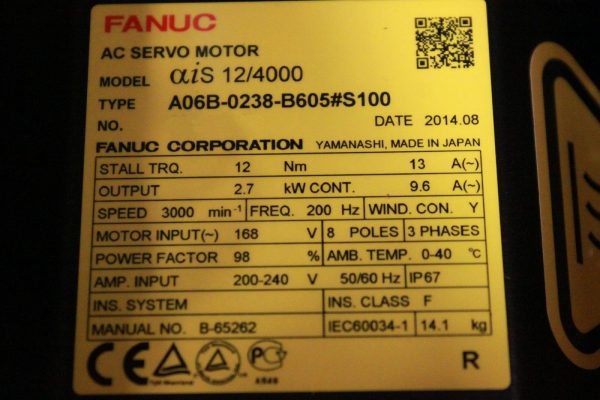 FANUC
AC SERVO MOTOR
MODEL αiS 12/4000
TYPE A06B-0238-B605#S100
NO. DATE 2014.08
FANUC CORPORATION YAMANASHI, MADE IN JAPAN
STALL TRQ. 12 Nm 13 A(~)
OUTPUT 2.7 kW CONT. 9.6 A(~)
SPEED 3000 min⁻¹ FREQ. 200 Hz WIND. CON. Y
MOTOR INPUT(~) 168 V 8 POLES 3 PHASES
POWER FACTOR 98 % AMB. TEMP. 0-40 ℃
AMP. INPUT 200-240 V 50/60 Hz IP67
INS. SYSTEM INS. CLASS F
MANUAL NO. B-65262 IEC60034-1 14.1 kg
CE
R